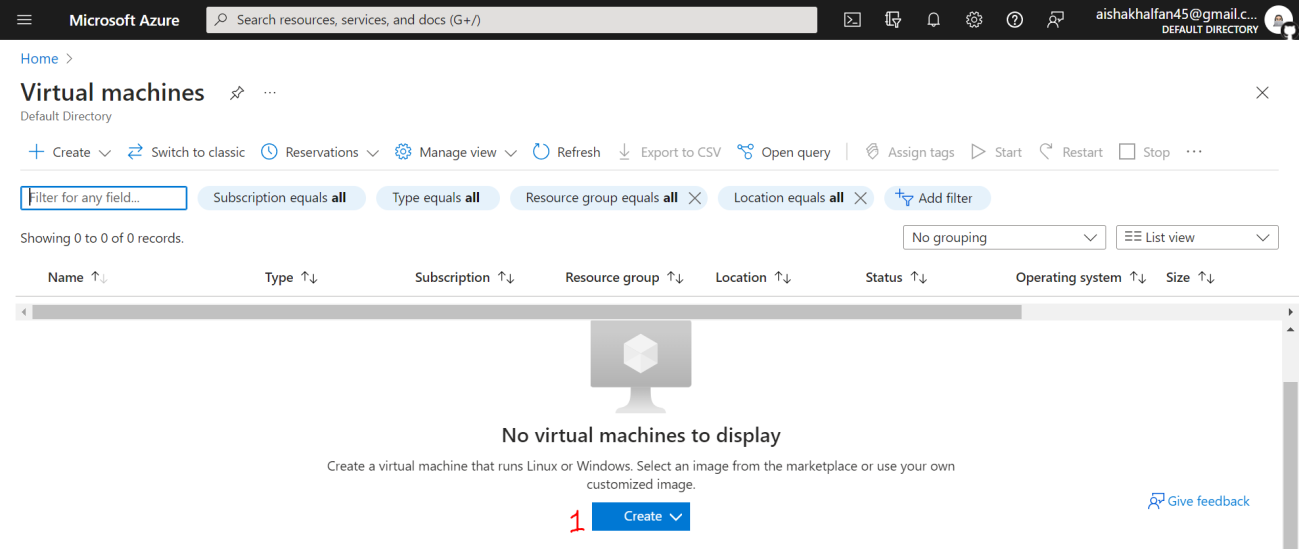 Microsoft Azure
Search resources, services, and docs (G+/)
aishakhalfan45@gmail.c...
DEFAULT DIRECTORY
Home
Virtual machines
...
Default Directory
Create
Switch to classic
Reservations
Manage view
Refresh
Export to CSV
Open query
Assign tags
Start
Restart
Stop
...
Filter for any field...
Subscription equals all
Type equals all
Resource group equals all
Location equals all
Add filter
Showing 0 to 0 of 0 records.
No grouping
List view
Name
Type
Subscription
Resource group
Location
Status
Operating system
Size
No virtual machines to display
Create a virtual machine that runs Linux or Windows. Select an image from the marketplace or use your own
customized image.
1
Create
Give feedback